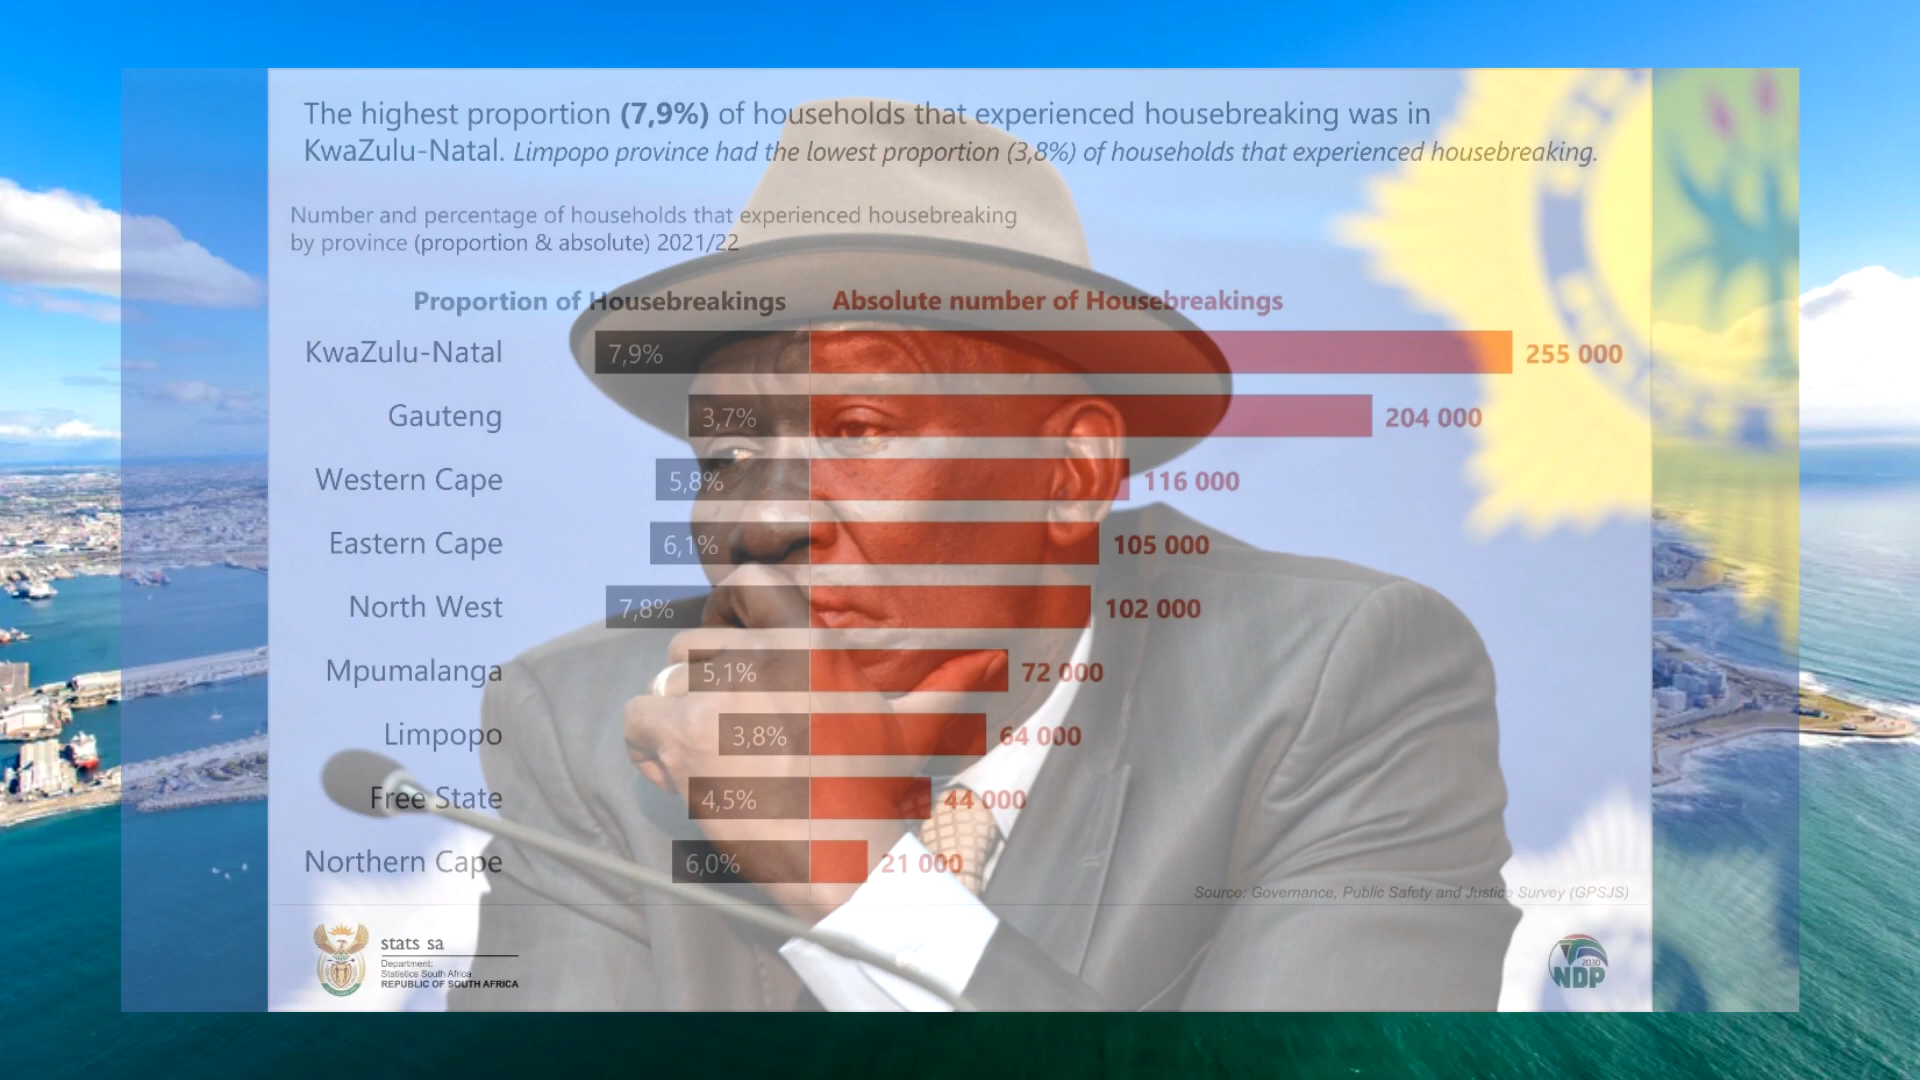 The highest proportion (7,9%) of households that experienced housebreaking was in
KwaZulu-Natal. Limpopo province had the lowest proportion (3,8%) of households that experienced housebreaking.
Number and percentage of households that experienced housebreaking
by province (proportion & absolute) 2021/22
Proportion of Housebreakings Absolute number of Housebreakings
KwaZulu-Natal 7,9% 255 000
Gauteng 3,7% 204 000
Western Cape 5,8% 116 000
Eastern Cape 6,1% 105 000
North West 7,8% 102 000
Mpumalanga 5,1% 72 000
Limpopo 3,8% 64 000
Free State 4,5% 44 000
Northern Cape 6,0% 21 000
Source: Governance, Public Safety and Justice Survey (GPSJS)
stats sa
Department:
Statistics South Africa
REPUBLIC OF SOUTH AFRICA
2030
NDP